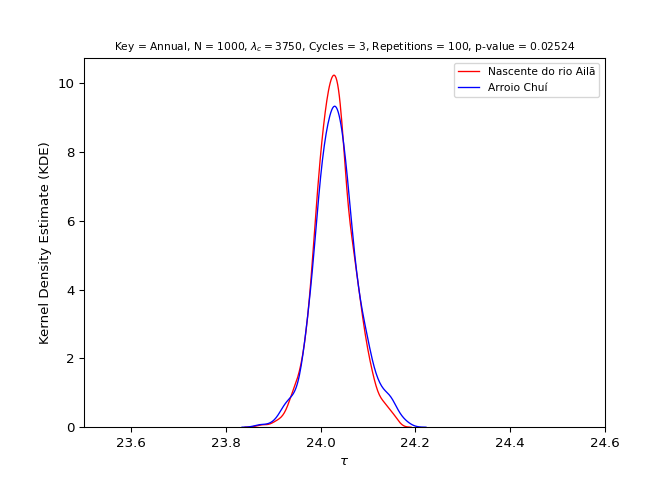 Key = Annual, N = 1000, λc = 3750, Cycles = 3, Repetitions = 100, p-value = 0.02524
Nascente do rio Ailã
Arroio Chuí
Kernel Density Estimate (KDE)
10
8
6
4
2
0
23.6 23.8 24.0 24.2 24.4 24.6
τ